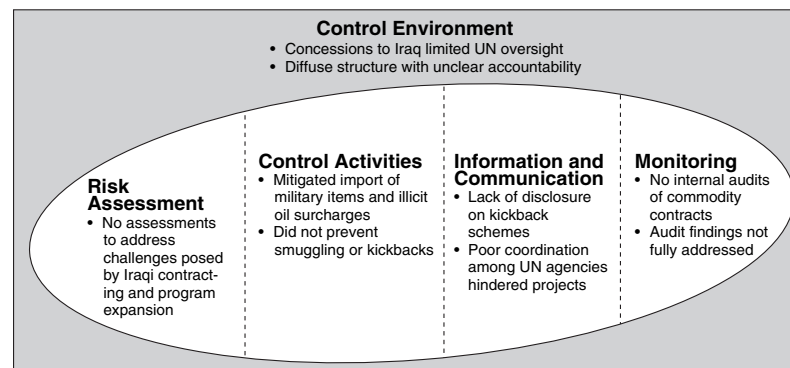 Control Environment
• Concessions to Iraq limited UN oversight
• Diffuse structure with unclear accountability
Risk
Assessment
• No assessments
to address
challenges posed
by Iraqi contract-
ing and program
expansion
Control Activities
• Mitigated import of
military items and illicit
oil surcharges
• Did not prevent
smuggling or kickbacks
Information and
Communication
• Lack of disclosure
on kickback
schemes
• Poor coordination
among UN agencies
hindered projects
Monitoring
• No internal audits
of commodity
contracts
• Audit findings not
fully addressed